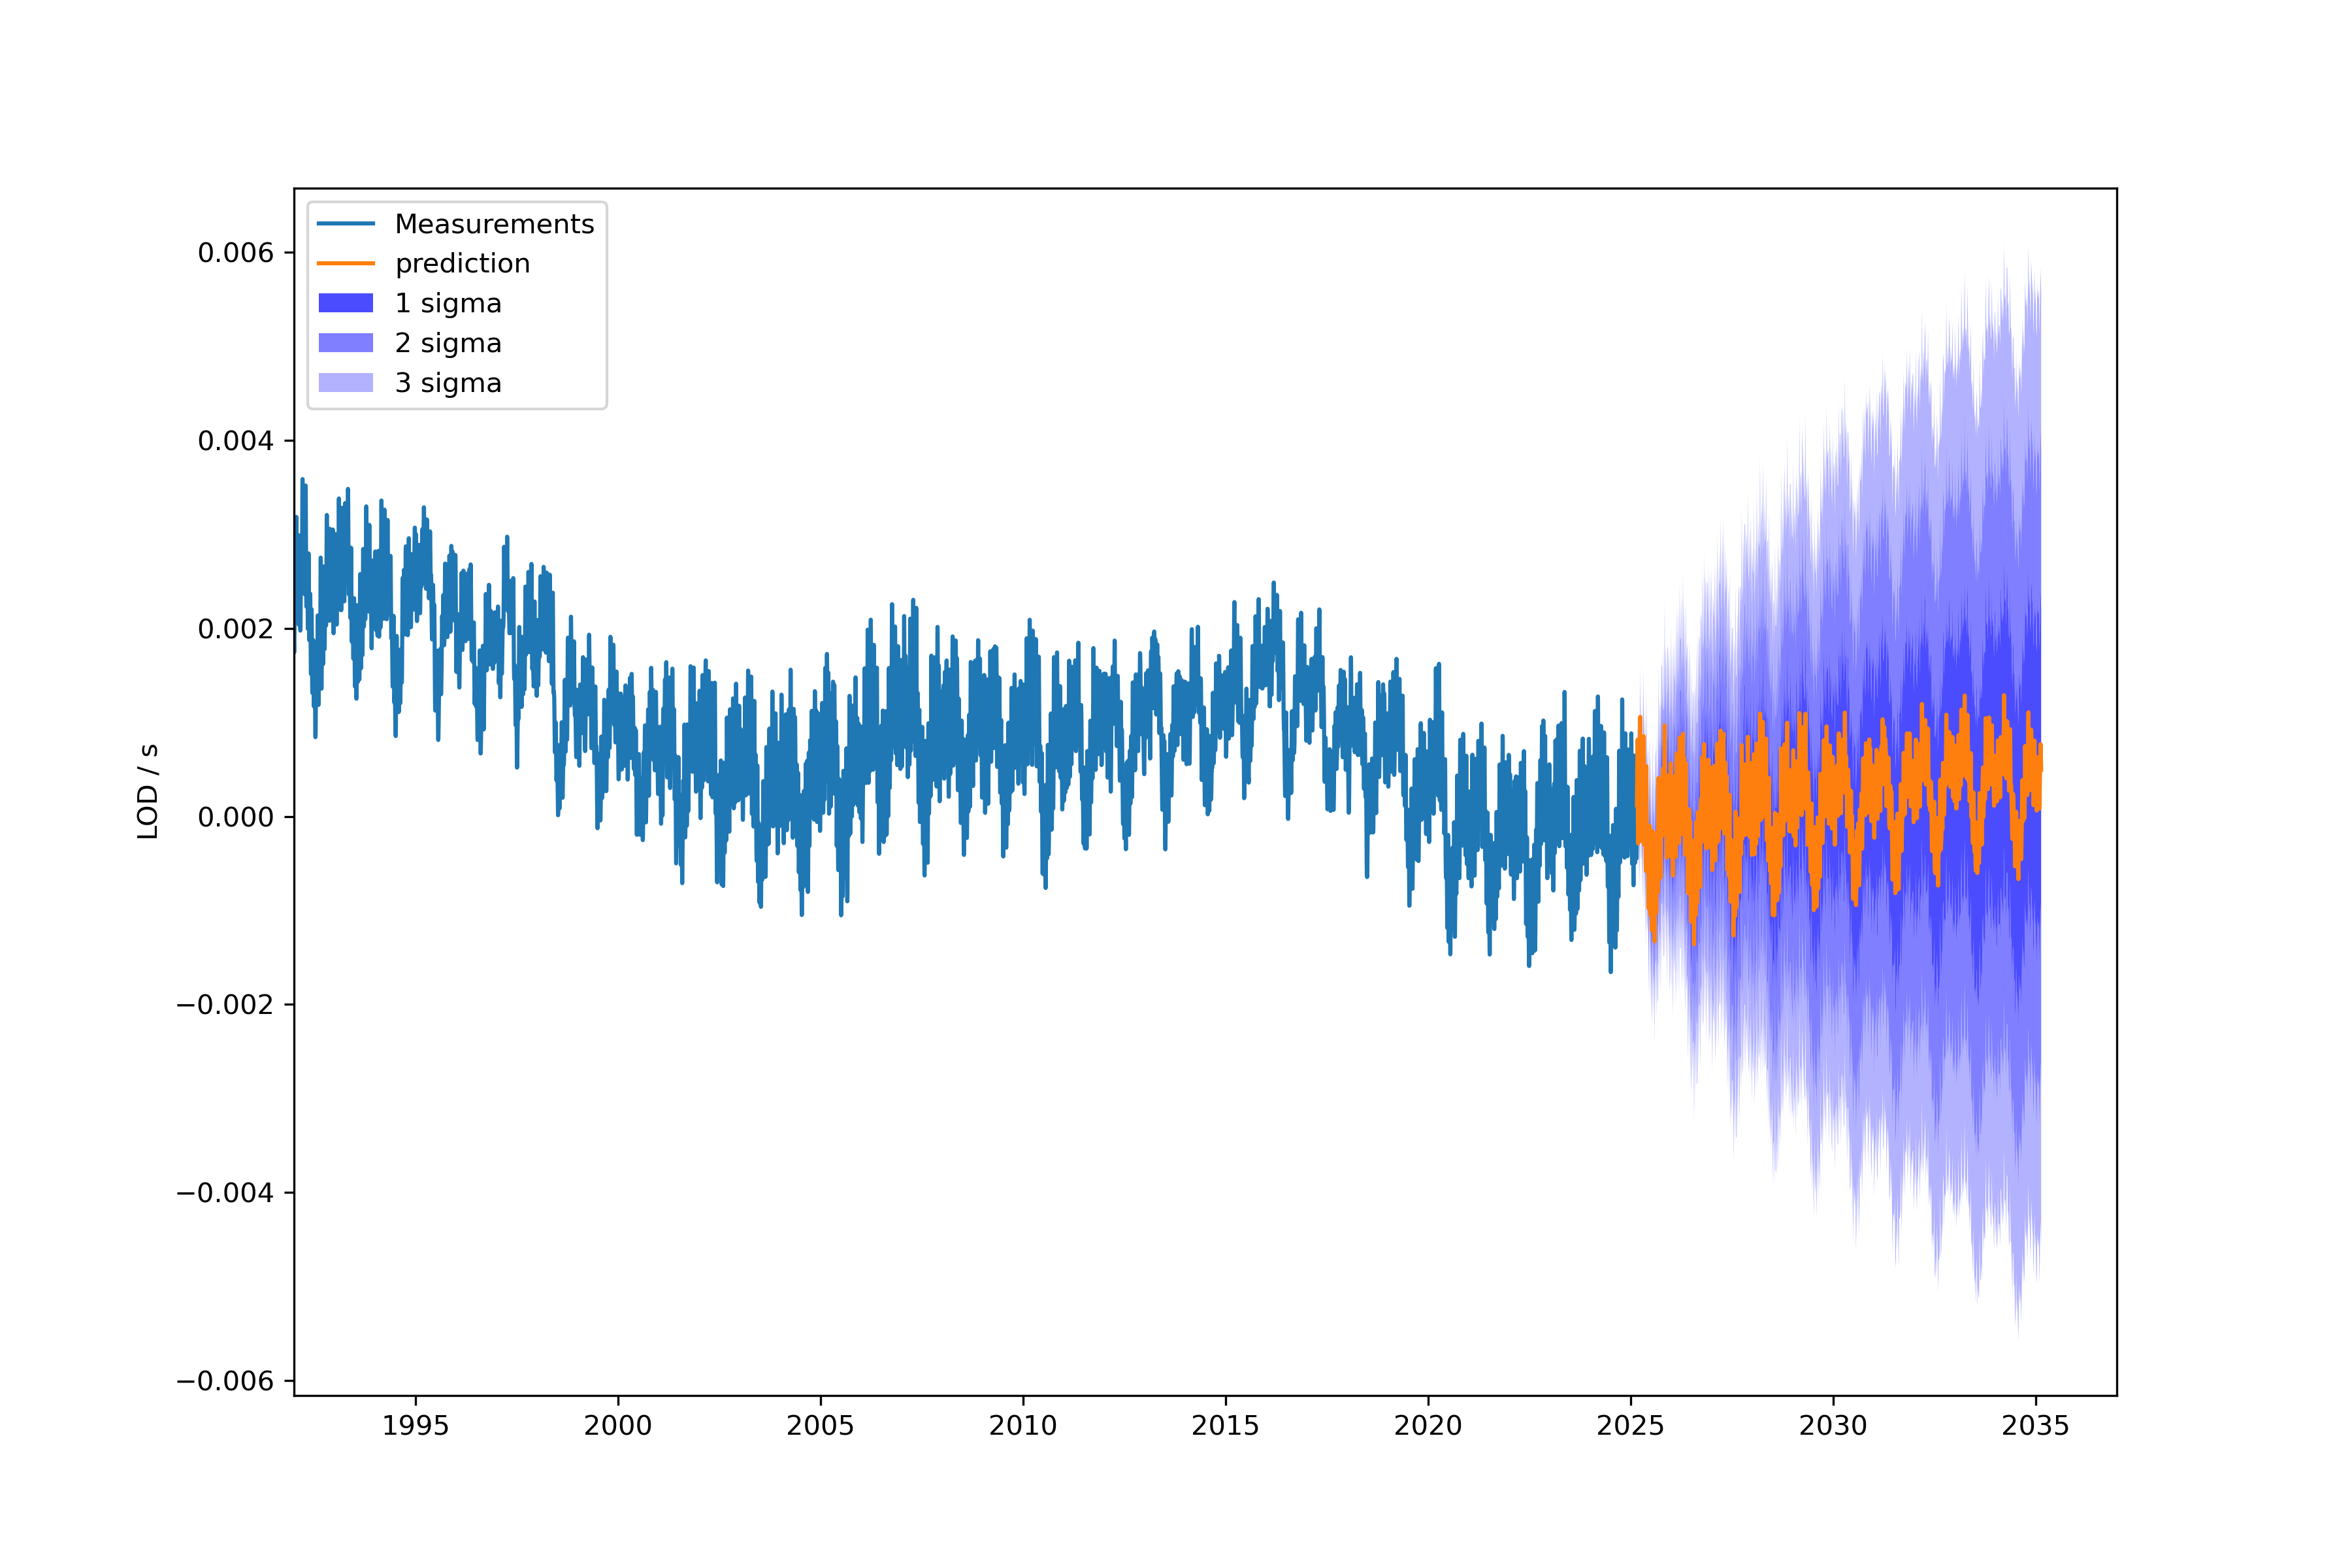 Measurements
prediction
1 sigma
2 sigma
3 sigma
LOD / s
0.006
0.004
0.002
0.000
−0.002
−0.004
−0.006
1995 2000 2005 2010 2015 2020 2025 2030 2035